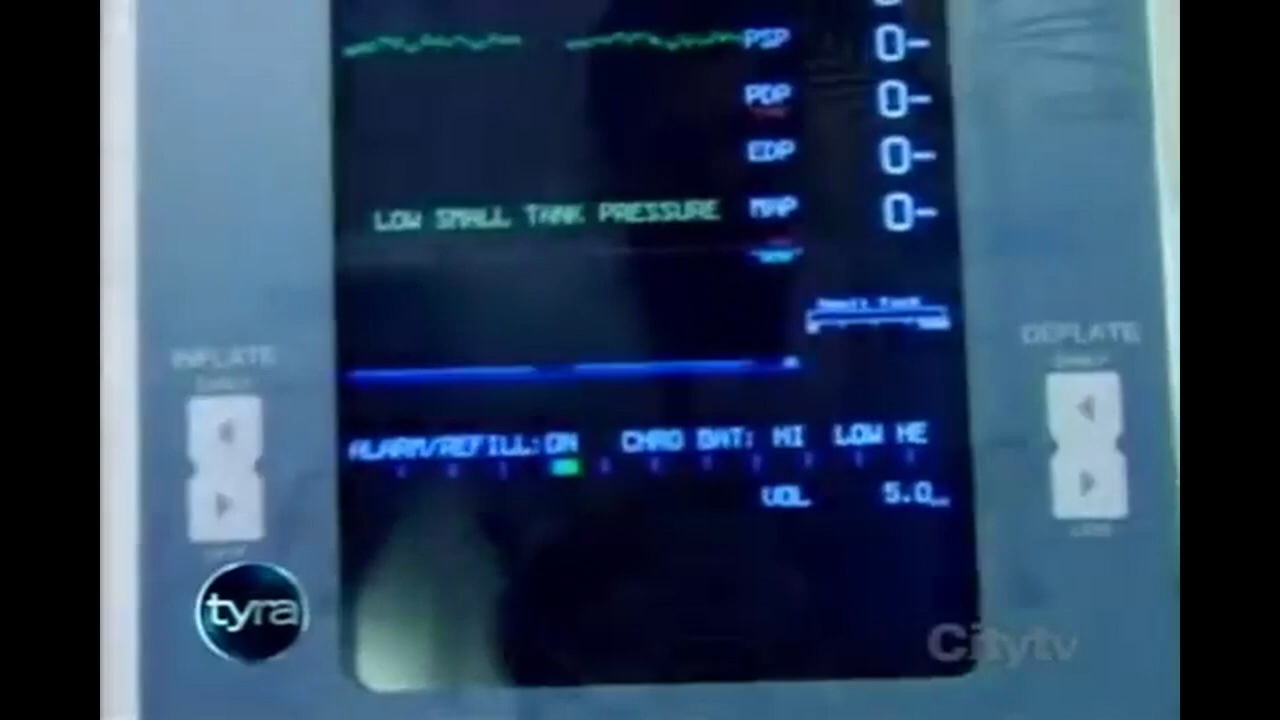 PSP 0-
PDP 0-
EDP 0-
LOW SMALL TANK PRESSURE MAP 0-
INFLATE
DEFLATE
ALARM/REFILL:ON CHRG BAT: HI LOW HE
VOL 5.0
tyra
Citytv